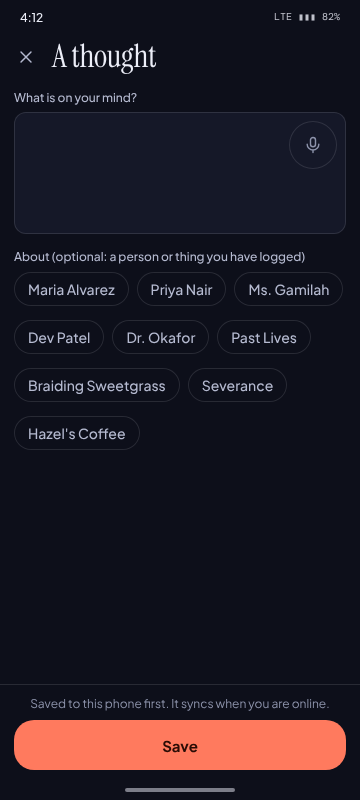 4:12 LTE 82%
A thought
What is on your mind?
About (optional: a person or thing you have logged)
Maria Alvarez Priya Nair Ms. Gamilah
Dev Patel Dr. Okafor Past Lives
Braiding Sweetgrass Severance
Hazel's Coffee
Saved to this phone first. It syncs when you are online.
Save